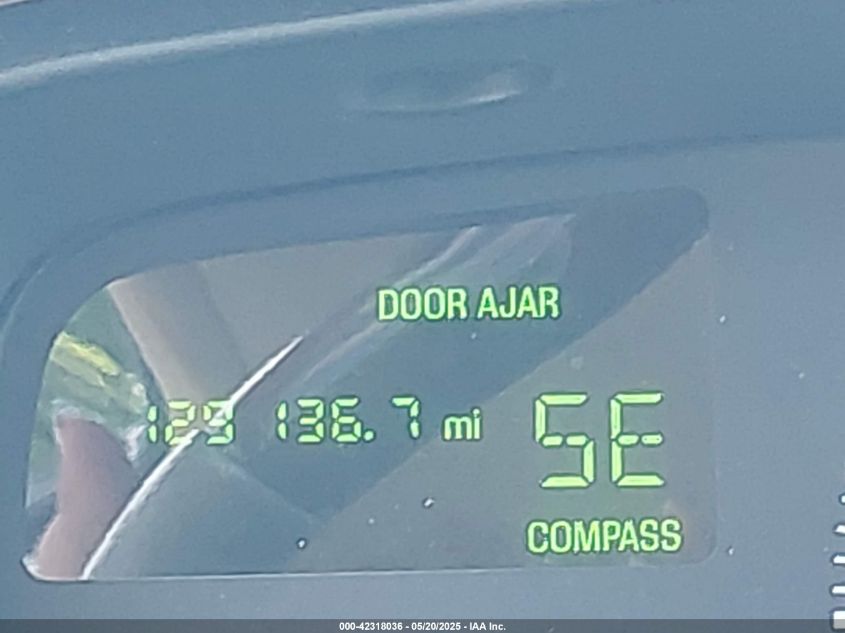 DOOR AJAR
129 136.7 mi
SE
COMPASS
000-42318036 - 05/20/2025 - IAA Inc.